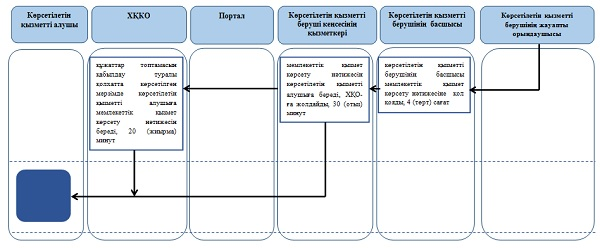 Көрсетілетін
қызметті алушы
ХҚКО
Портал
Көрсетілетін қызметті
беруші кеңсесінің
қызметкері
Көрсетілетін қызметті
берушінің басшысы
Көрсетілетін қызметті
берушінің жауапты
орындаушысы
құжаттар топтамасын
қабылдау туралы
қолхатта көрсетілген
мерзімде көрсетілетін
қызметті алушыға
мемлекеттік қызмет
көрсету нәтижесін
береді, 20 (жиырма)
минут
мемлекеттік қызмет
көрсету нәтижесін
көрсетілетін қызметті
алушыға береді, ХҚО-
ға жолдайды, 30 (отыз)
минут
көрсетілетін қызметті
берушінің басшысы
мемлекеттік қызмет
көрсету нәтижесіне қол
қояды, 4 (төрт) сағат